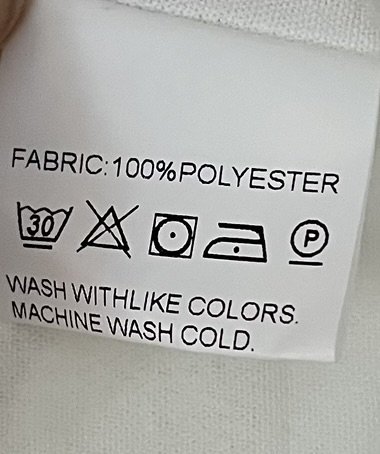 FABRIC:100%POLYESTER
30 P
WASH WITHLIKE COLORS.
MACHINE WASH COLD.